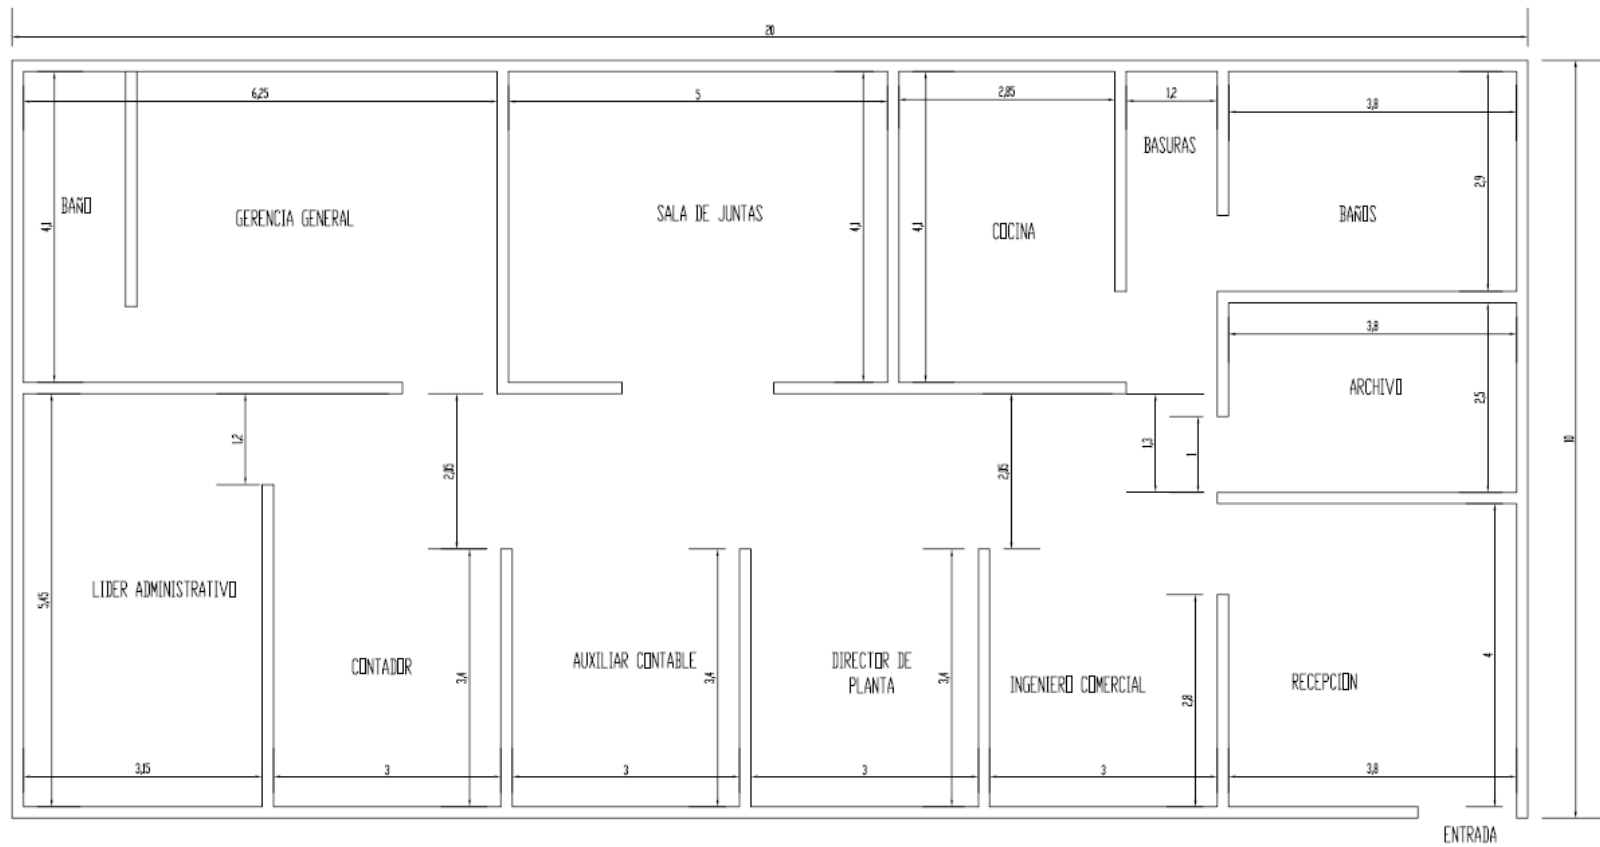 20
6,25
5
2,85
1,2
3,8
BASURAS
2,9
BAÑO
4,1
GERENCIA GENERAL
SALA DE JUNTAS
4,1
4,1
COCINA
BAÑOS
3,8
ARCHIVO
2,5
1,2
2,05
2,05
1,3
1
10
LIDER ADMINISTRATIVO
5,45
CONTADOR
3,4
AUXILIAR CONTABLE
3,4
DIRECTOR DE
PLANTA
3,4
INGENIERO COMERCIAL
2,8
RECEPCION
4
3,15
3
3
3
3
3,8
ENTRADA